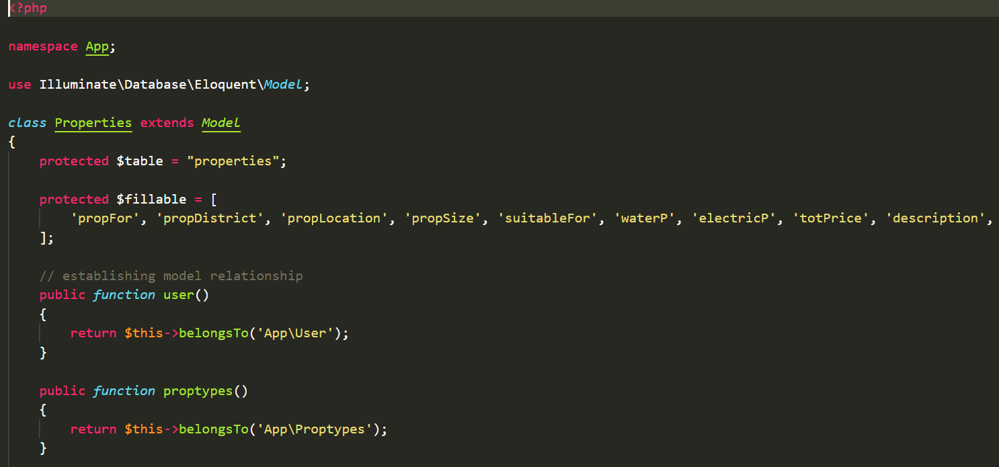 <?php
namespace App;
use Illuminate\Database\Eloquent\Model;
class Properties extends Model
{
protected $table = "properties";
protected $fillable = [
'propFor', 'propDistrict', 'propLocation', 'propSize', 'suitableFor', 'waterP', 'electricP', 'totPrice', 'description',
];
// establishing model relationship
public function user()
{
return $this->belongsTo('App\User');
}
public function proptypes()
{
return $this->belongsTo('App\Proptypes');
}